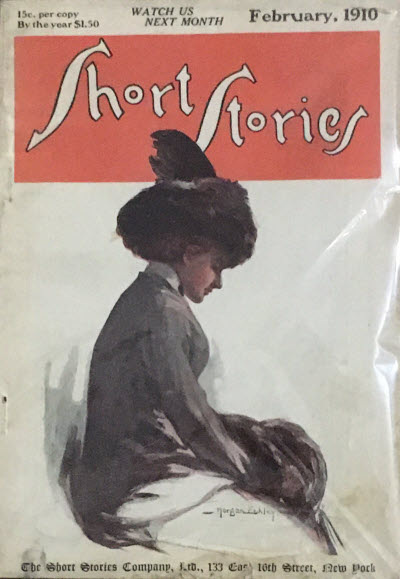 15c. per copy
By the year $1.50
WATCH US
NEXT MONTH
February, 1910
Short Stories
Morgan
The Short Stories Company, Ltd., 133 East 16th Street, New York